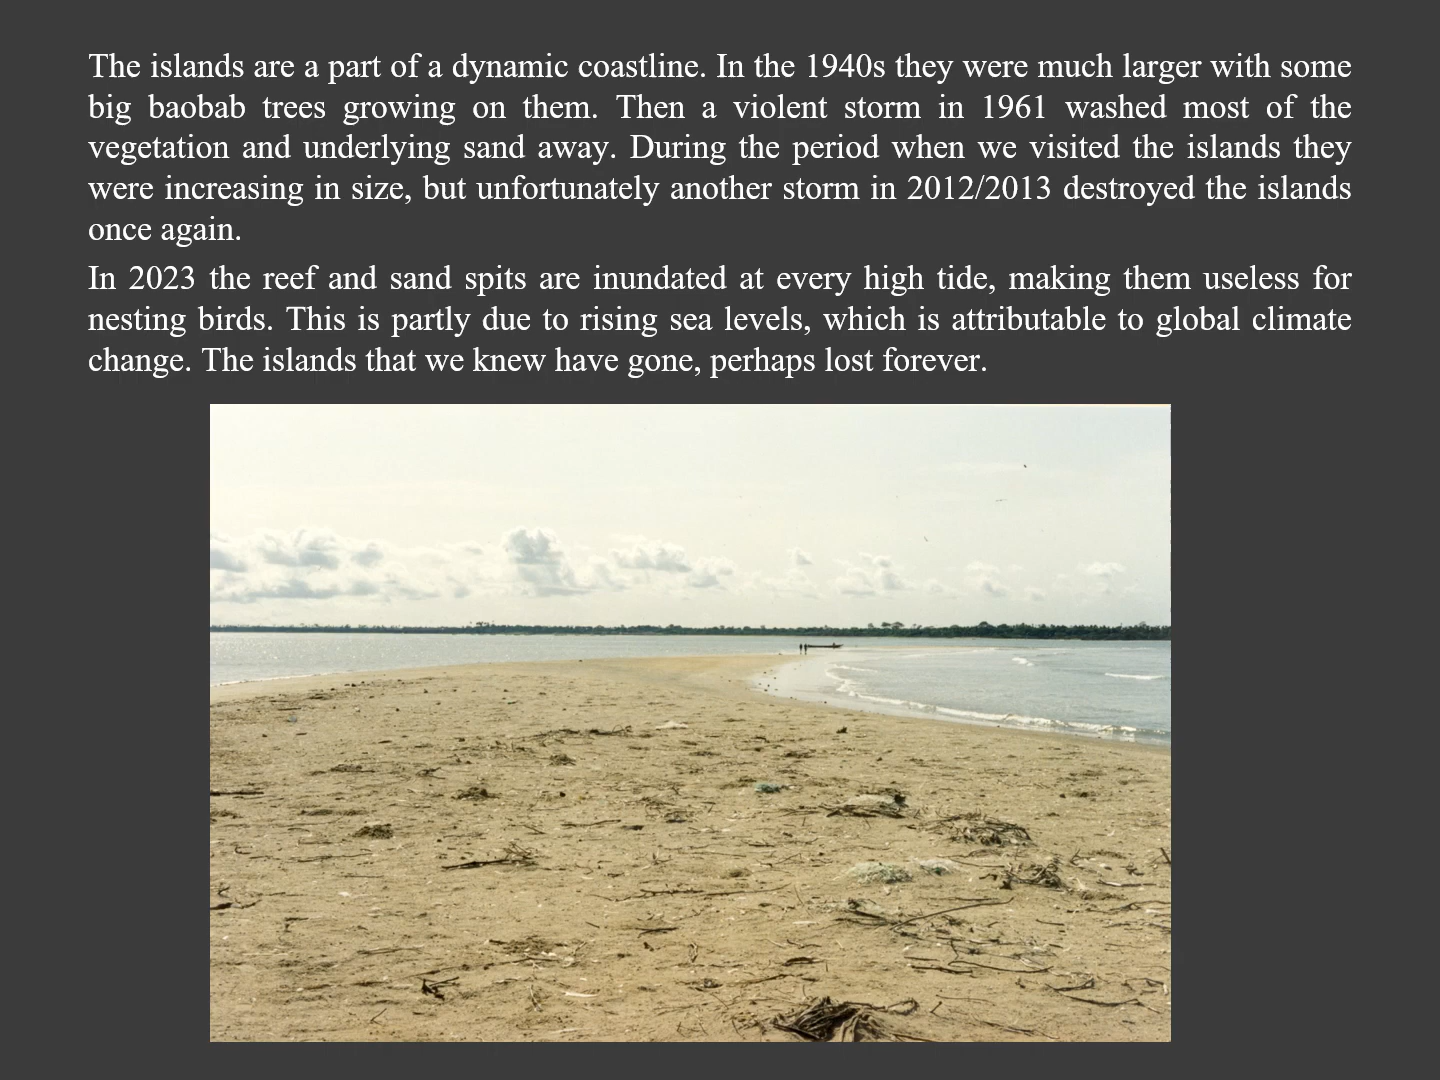 The islands are a part of a dynamic coastline. In the 1940s they were much larger with some
big baobab trees growing on them. Then a violent storm in 1961 washed most of the
vegetation and underlying sand away. During the period when we visited the islands they
were increasing in size, but unfortunately another storm in 2012/2013 destroyed the islands
once again.
In 2023 the reef and sand spits are inundated at every high tide, making them useless for
nesting birds. This is partly due to rising sea levels, which is attributable to global climate
change. The islands that we knew have gone, perhaps lost forever.